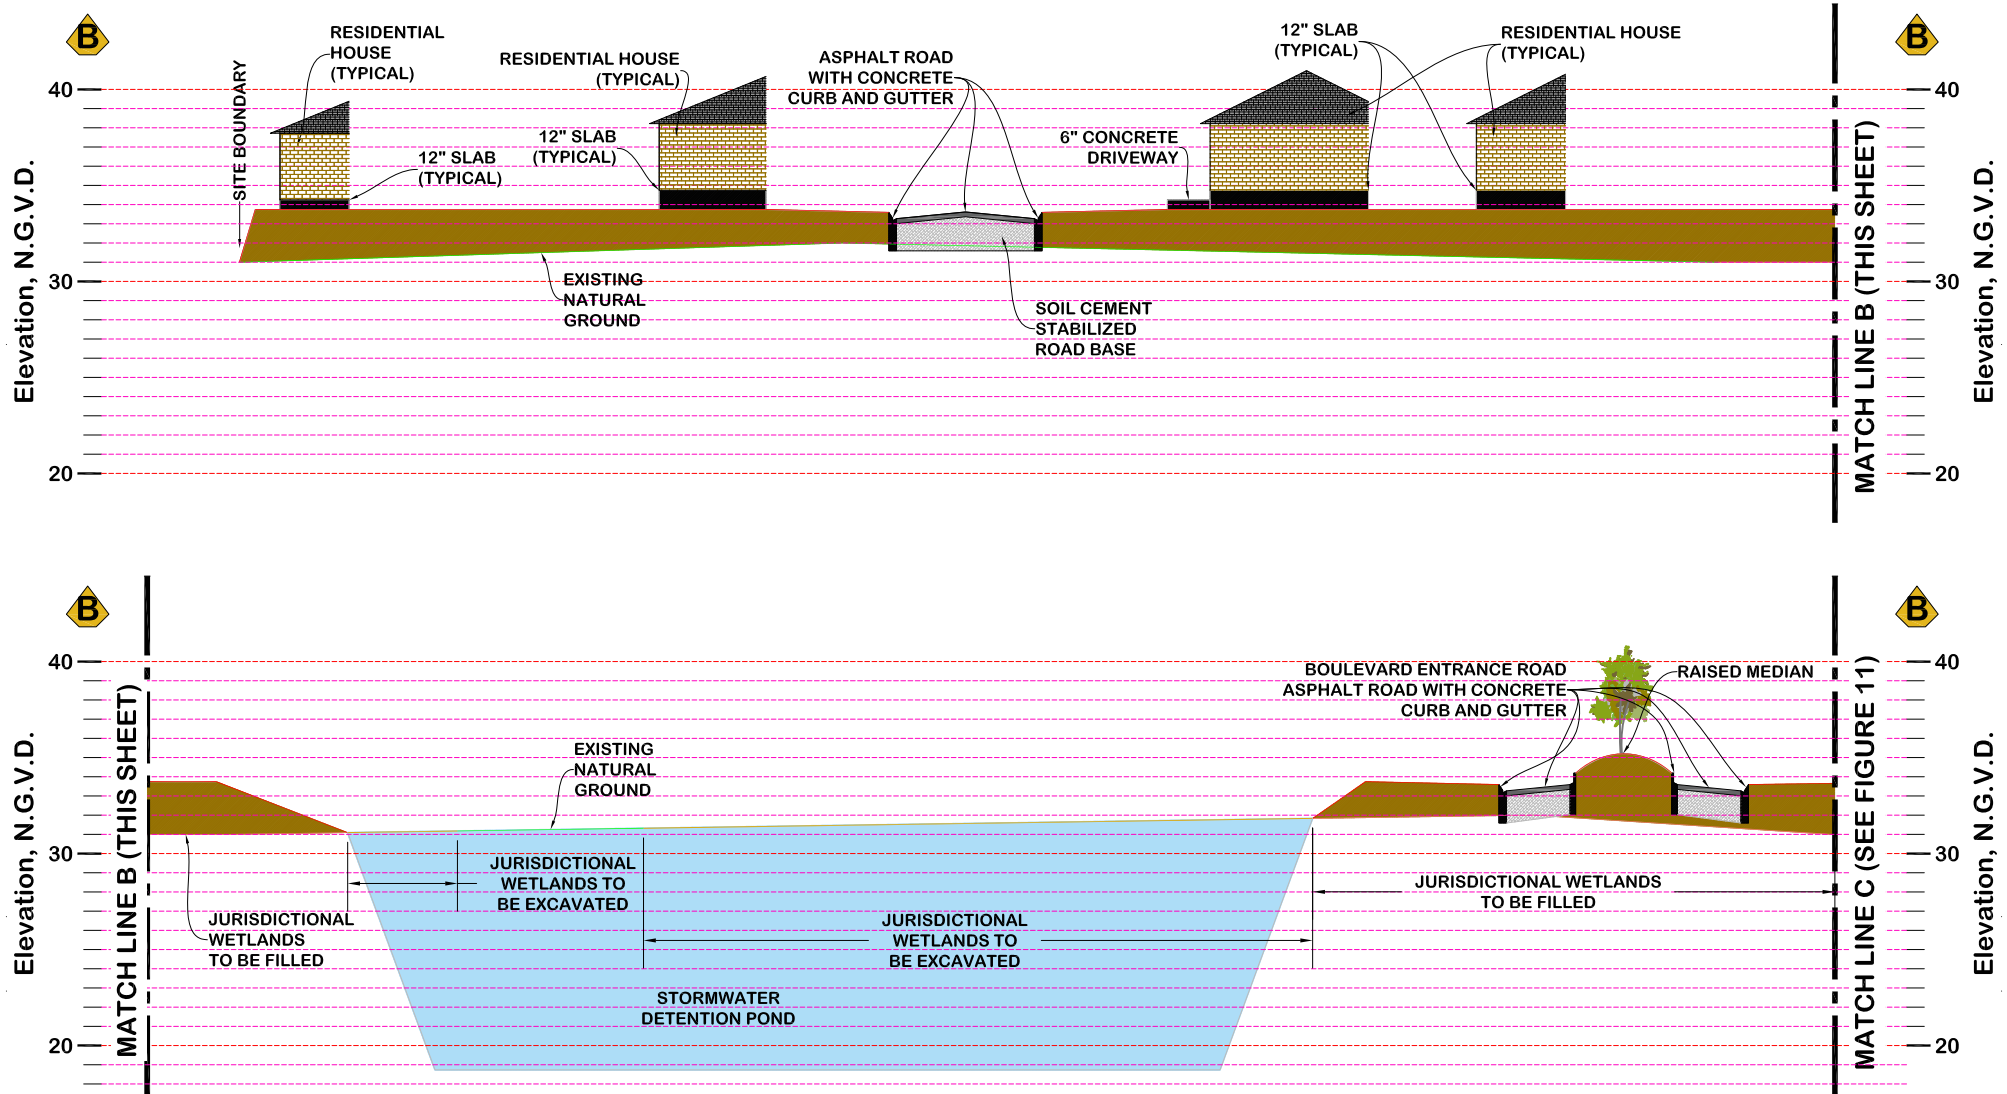 B
B
RESIDENTIAL
HOUSE
(TYPICAL)
RESIDENTIAL HOUSE
(TYPICAL)
ASPHALT ROAD
WITH CONCRETE
CURB AND GUTTER
12" SLAB
(TYPICAL)
RESIDENTIAL HOUSE
(TYPICAL)
SITE BOUNDARY
12" SLAB
(TYPICAL)
12" SLAB
(TYPICAL)
6" CONCRETE
DRIVEWAY
40
30
20
40
30
20
Elevation, N.G.V.D.
Elevation, N.G.V.D.
EXISTING
NATURAL
GROUND
SOIL CEMENT
STABILIZED
ROAD BASE
MATCH LINE B (THIS SHEET)
B
B
40
30
20
40
30
20
Elevation, N.G.V.D.
Elevation, N.G.V.D.
MATCH LINE B (THIS SHEET)
MATCH LINE C (SEE FIGURE 11)
BOULEVARD ENTRANCE ROAD
ASPHALT ROAD WITH CONCRETE
CURB AND GUTTER
RAISED MEDIAN
EXISTING
NATURAL
GROUND
JURISDICTIONAL
WETLANDS TO
BE EXCAVATED
JURISDICTIONAL
WETLANDS
TO BE FILLED
JURISDICTIONAL
WETLANDS TO
BE EXCAVATED
JURISDICTIONAL WETLANDS
TO BE FILLED
STORMWATER
DETENTION POND